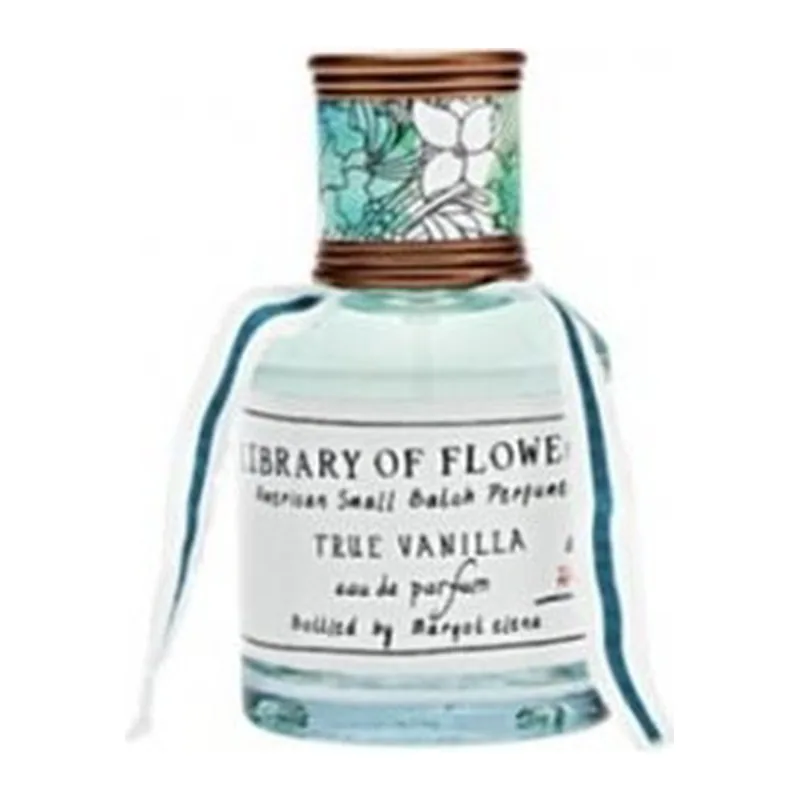 LIBRARY OF FLOWE
American Small Batch Perfume
TRUE VANILLA
eau de parfum
Bottled by Margot elena